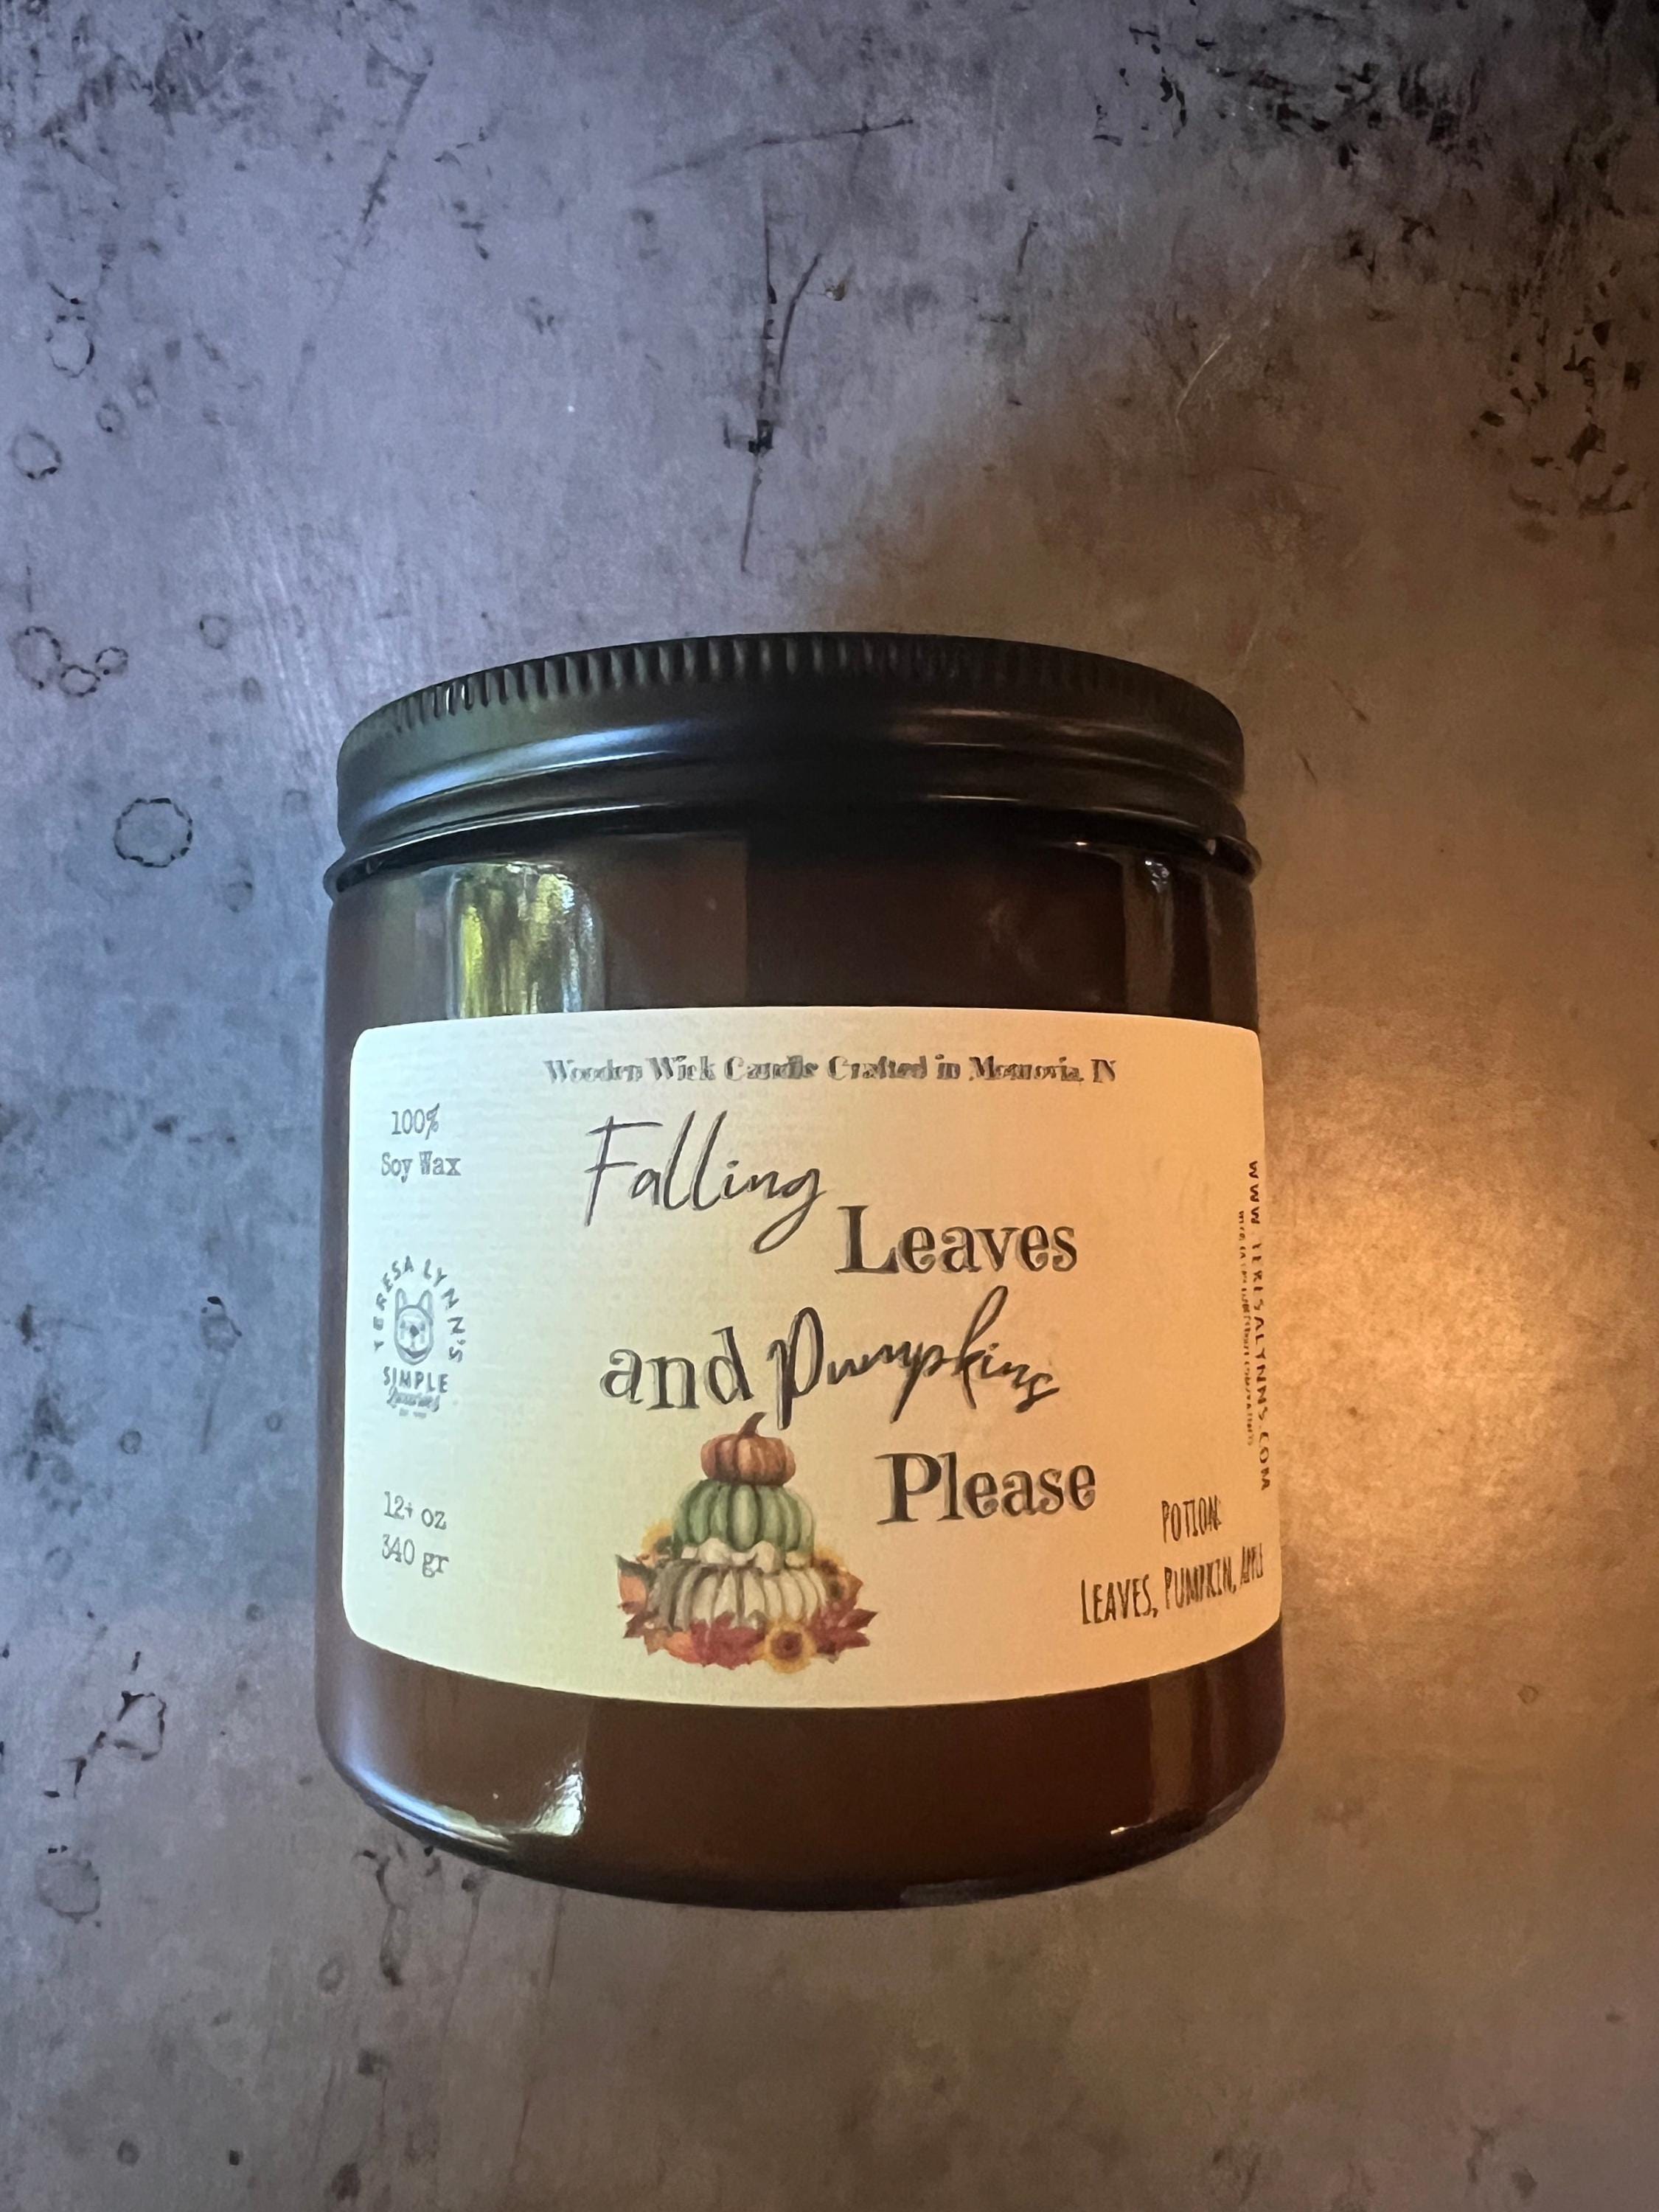 Wooden Wick Candle Crafted in Monrovia, IN
100%
Soy Wax
Falling
Leaves
and Pumpkins
Please
TERESA LYNN'S
SIMPLE
12+ oz
340 gr
POTION:
LEAVES, PUMPKIN, APPLE
WWW.TERESALYNNS.COM